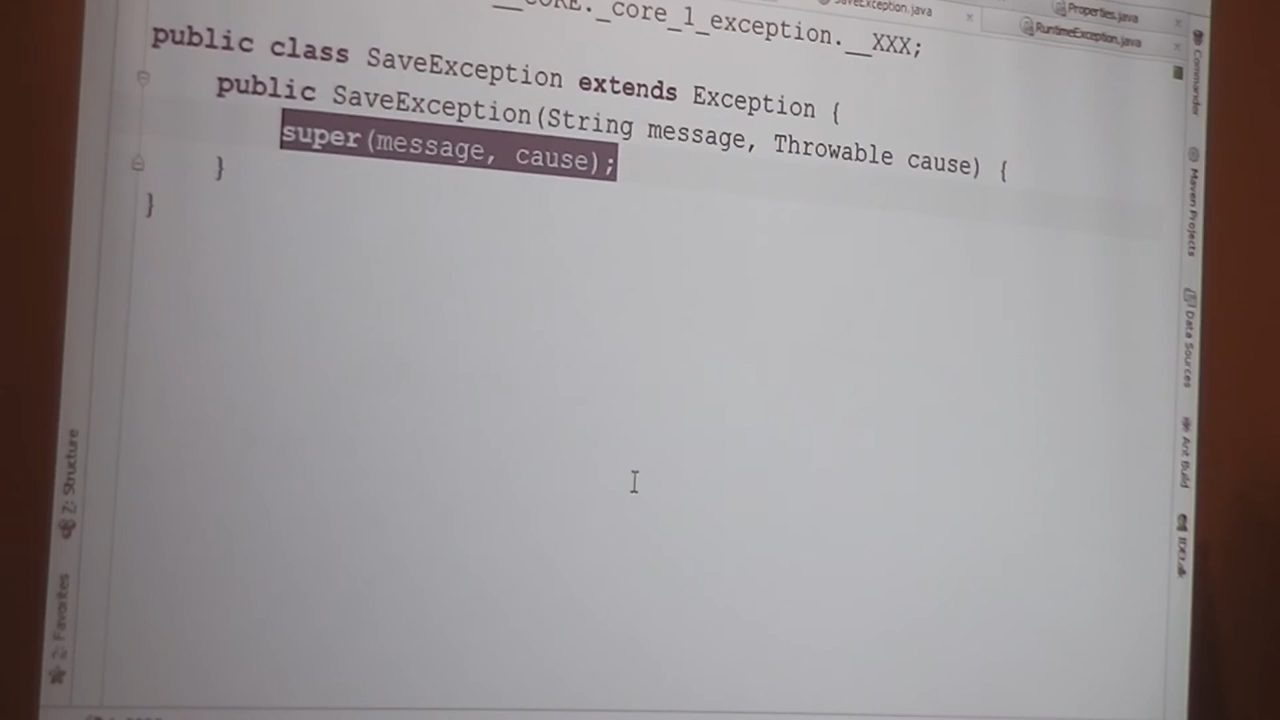 SaveException.java
Properties.java
RuntimeException.java
__CORE._core_1_exception.__XXX;
public class SaveException extends Exception {
public SaveException(String message, Throwable cause) {
super(message, cause);
}
}
Commander
Maven Projects
Data Sources
Ant Build
Z: Structure
2: Favorites